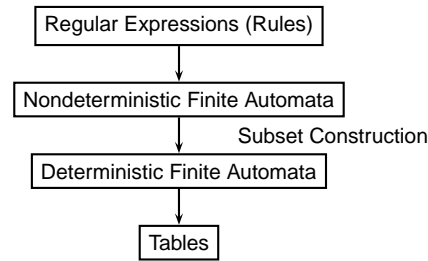 Regular Expressions (Rules)
Nondeterministic Finite Automata
Subset Construction
Deterministic Finite Automata
Tables